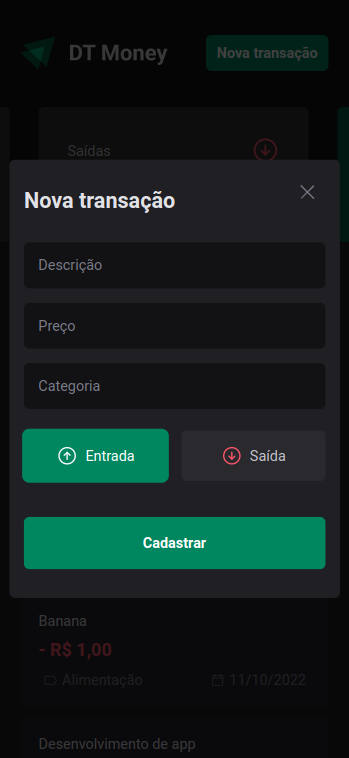 DT Money
Nova transação
Saídas
Nova transação
Descrição
Preço
Categoria
Entrada
Saída
Cadastrar
Banana
- R$ 1,00
Alimentação
11/10/2022
Desenvolvimento de app